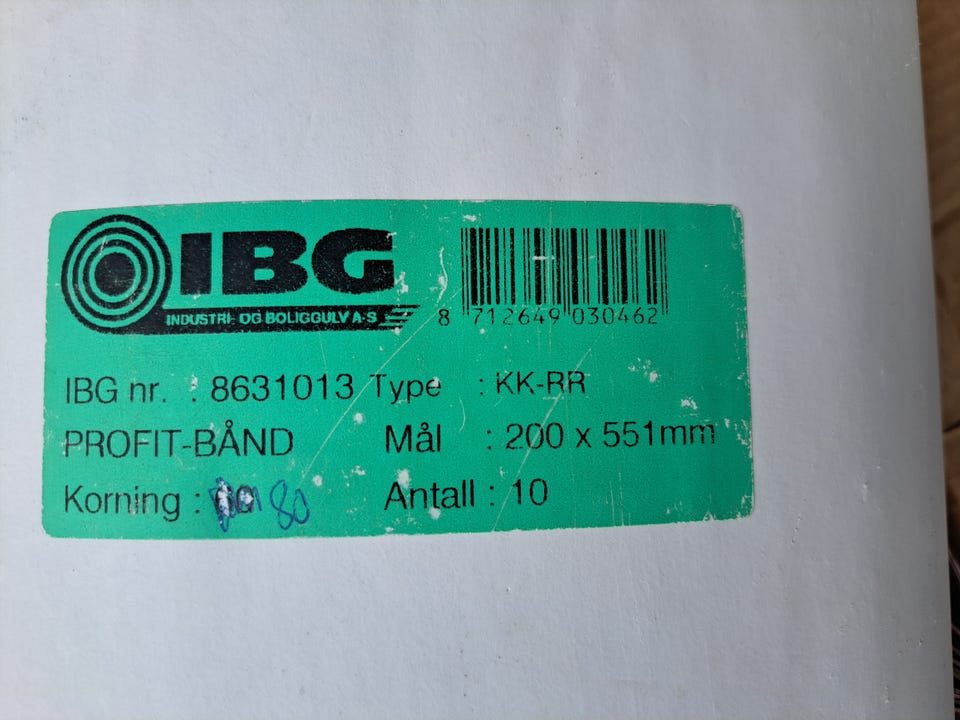 IBG
INDUSTRI- OG BOLIGGULV A-S
8 712649 030462
IBG nr. : 8631013 Type : KK-RR
PROFIT-BÅND Mål : 200 x 551mm
Korning : 80 Antall : 10